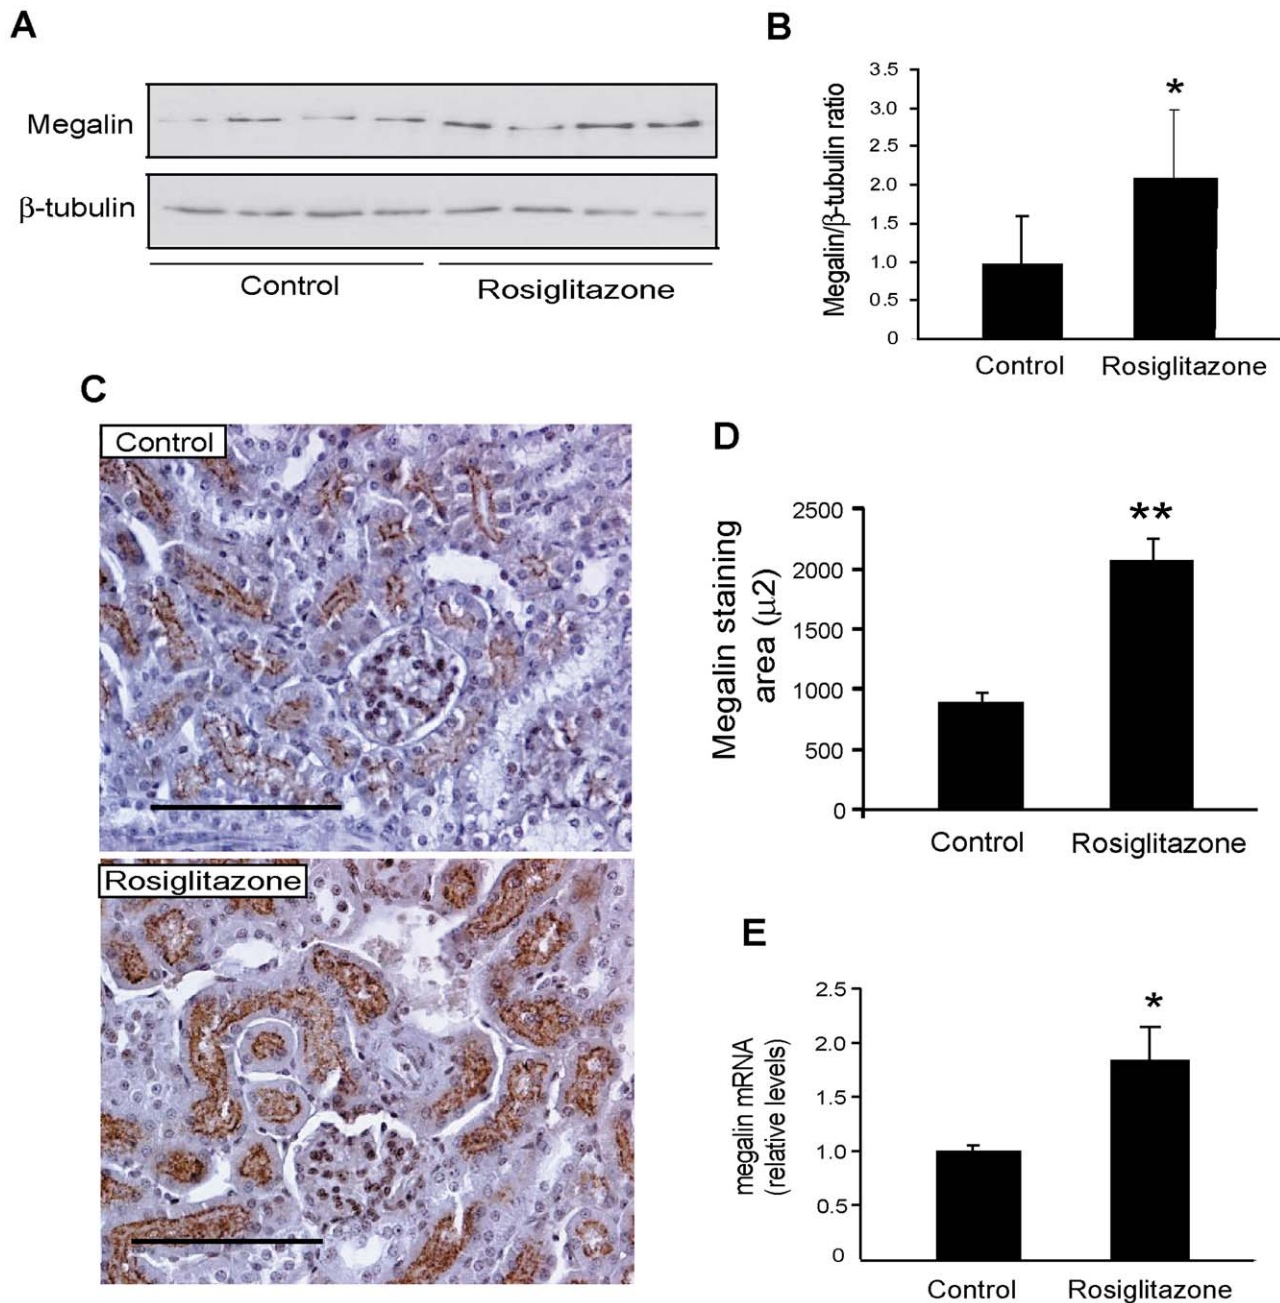 A
Megalin
β-tubulin
Control
Rosiglitazone
B
Megalin/β-tubulin ratio
3.5
3.0
2.5
2.0
1.5
1.0
0.5
0
*
Control
Rosiglitazone
C
Control
Rosiglitazone
D
Megalin staining
area (μ2)
2500
2000
1500
1000
500
0
**
Control
Rosiglitazone
E
megalin mRNA
(relative levels)
2.5
2.0
1.5
1.0
0.5
0
*
Control
Rosiglitazone